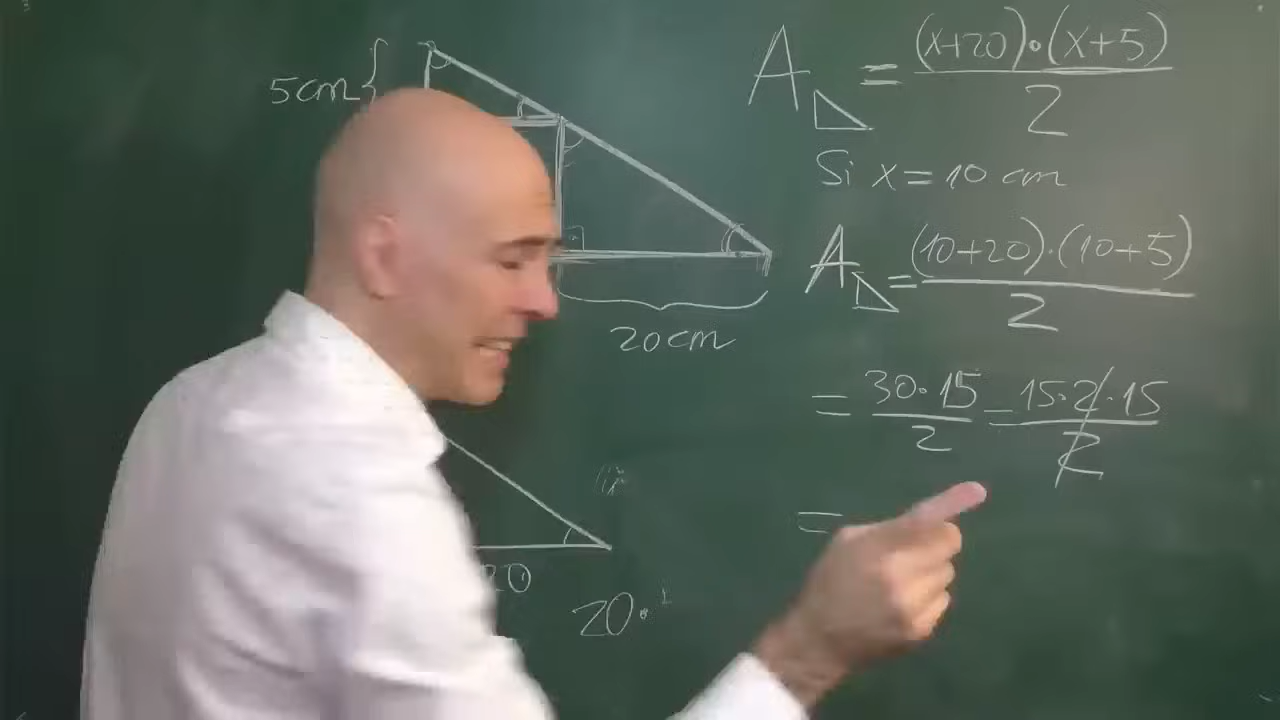 5cm
20cm
20
20·
A = (x+20)·(x+5) / 2
Si x = 10 cm
A = (10+20)·(10+5) / 2
= 30·15 / 2 = 15·2·15 / 2
=